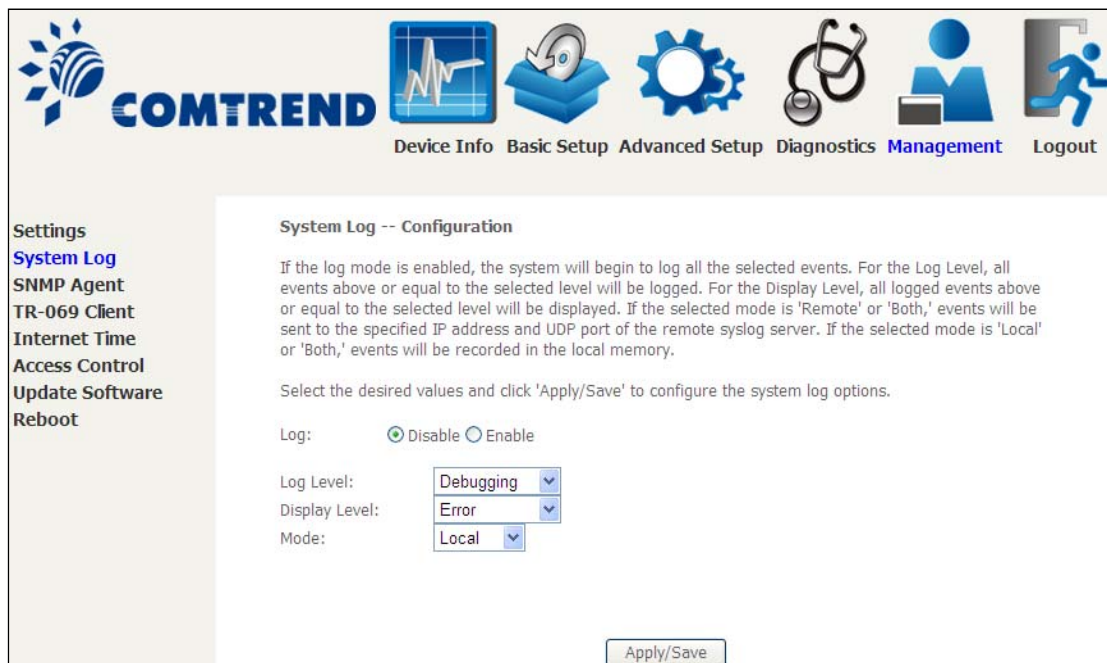 COMTREND
Device Info Basic Setup Advanced Setup Diagnostics Management Logout
Settings
System Log
SNMP Agent
TR-069 Client
Internet Time
Access Control
Update Software
Reboot
System Log -- Configuration
If the log mode is enabled, the system will begin to log all the selected events. For the Log Level, all
events above or equal to the selected level will be logged. For the Display Level, all logged events above
or equal to the selected level will be displayed. If the selected mode is 'Remote' or 'Both,' events will be
sent to the specified IP address and UDP port of the remote syslog server. If the selected mode is 'Local'
or 'Both,' events will be recorded in the local memory.
Select the desired values and click 'Apply/Save' to configure the system log options.
Log: Disable Enable
Log Level: Debugging
Display Level: Error
Mode: Local
Apply/Save